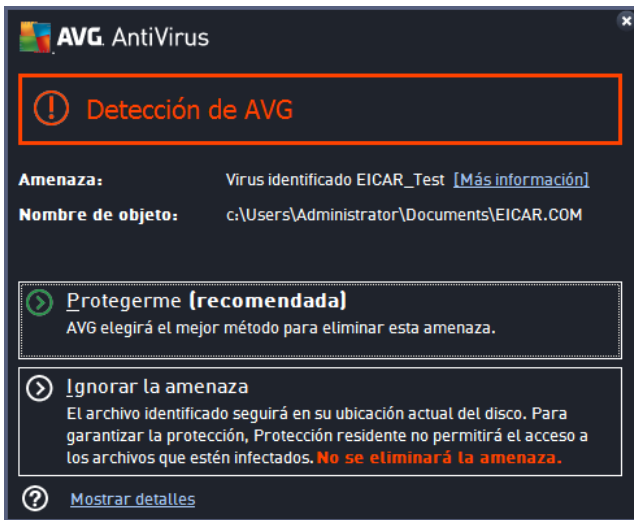 AVG. AntiVirus
Detección de AVG
Amenaza: Virus identificado EICAR_Test [Más información]
Nombre de objeto: c:\Users\Administrator\Documents\EICAR.COM
Protegerme (recomendada)
AVG elegirá el mejor método para eliminar esta amenaza.
Ignorar la amenaza
El archivo identificado seguirá en su ubicación actual del disco. Para
garantizar la protección, Protección residente no permitirá el acceso a
los archivos que estén infectados. No se eliminará la amenaza.
Mostrar detalles